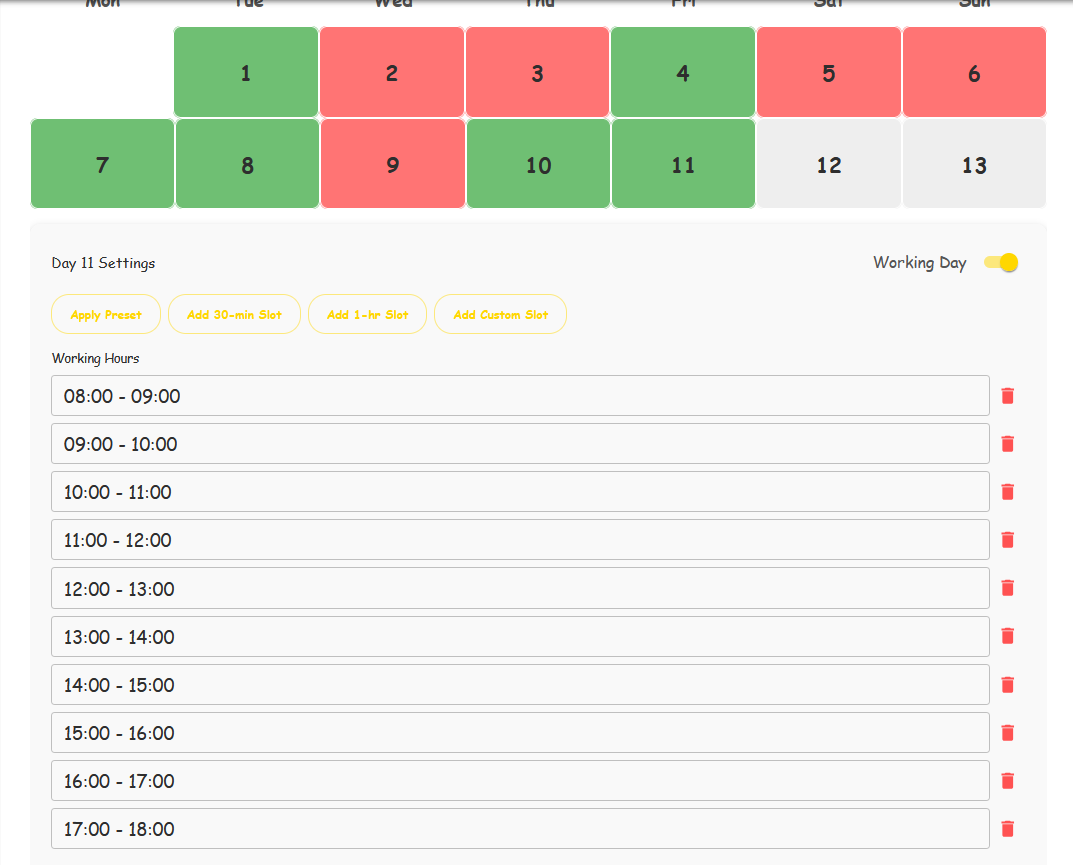 Mon Tue Wed Thu Fri Sat Sun
1 2 3 4 5 6
7 8 9 10 11 12 13
Day 11 Settings Working Day
Apply Preset Add 30-min Slot Add 1-hr Slot Add Custom Slot
Working Hours
08:00 - 09:00
09:00 - 10:00
10:00 - 11:00
11:00 - 12:00
12:00 - 13:00
13:00 - 14:00
14:00 - 15:00
15:00 - 16:00
16:00 - 17:00
17:00 - 18:00